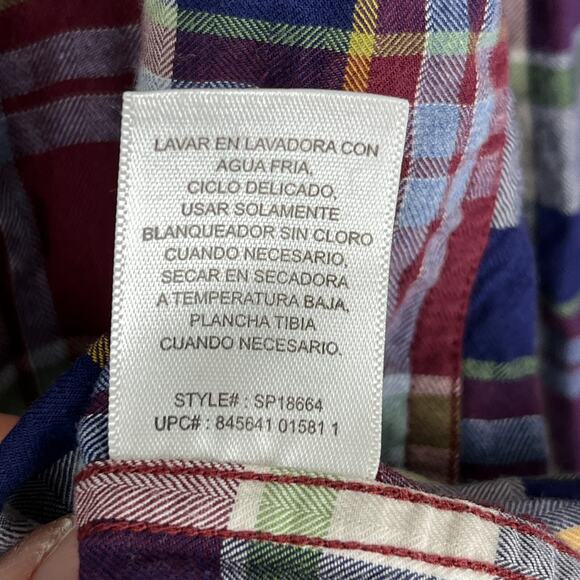 LAVAR EN LAVADORA CON
AGUA FRIA,
CICLO DELICADO,
USAR SOLAMENTE
BLANQUEADOR SIN CLORO
CUANDO NECESARIO,
SECAR EN SECADORA
A TEMPERATURA BAJA,
PLANCHA TIBIA
CUANDO NECESARIO.
STYLE# : SP18664
UPC# : 845641 01581 1